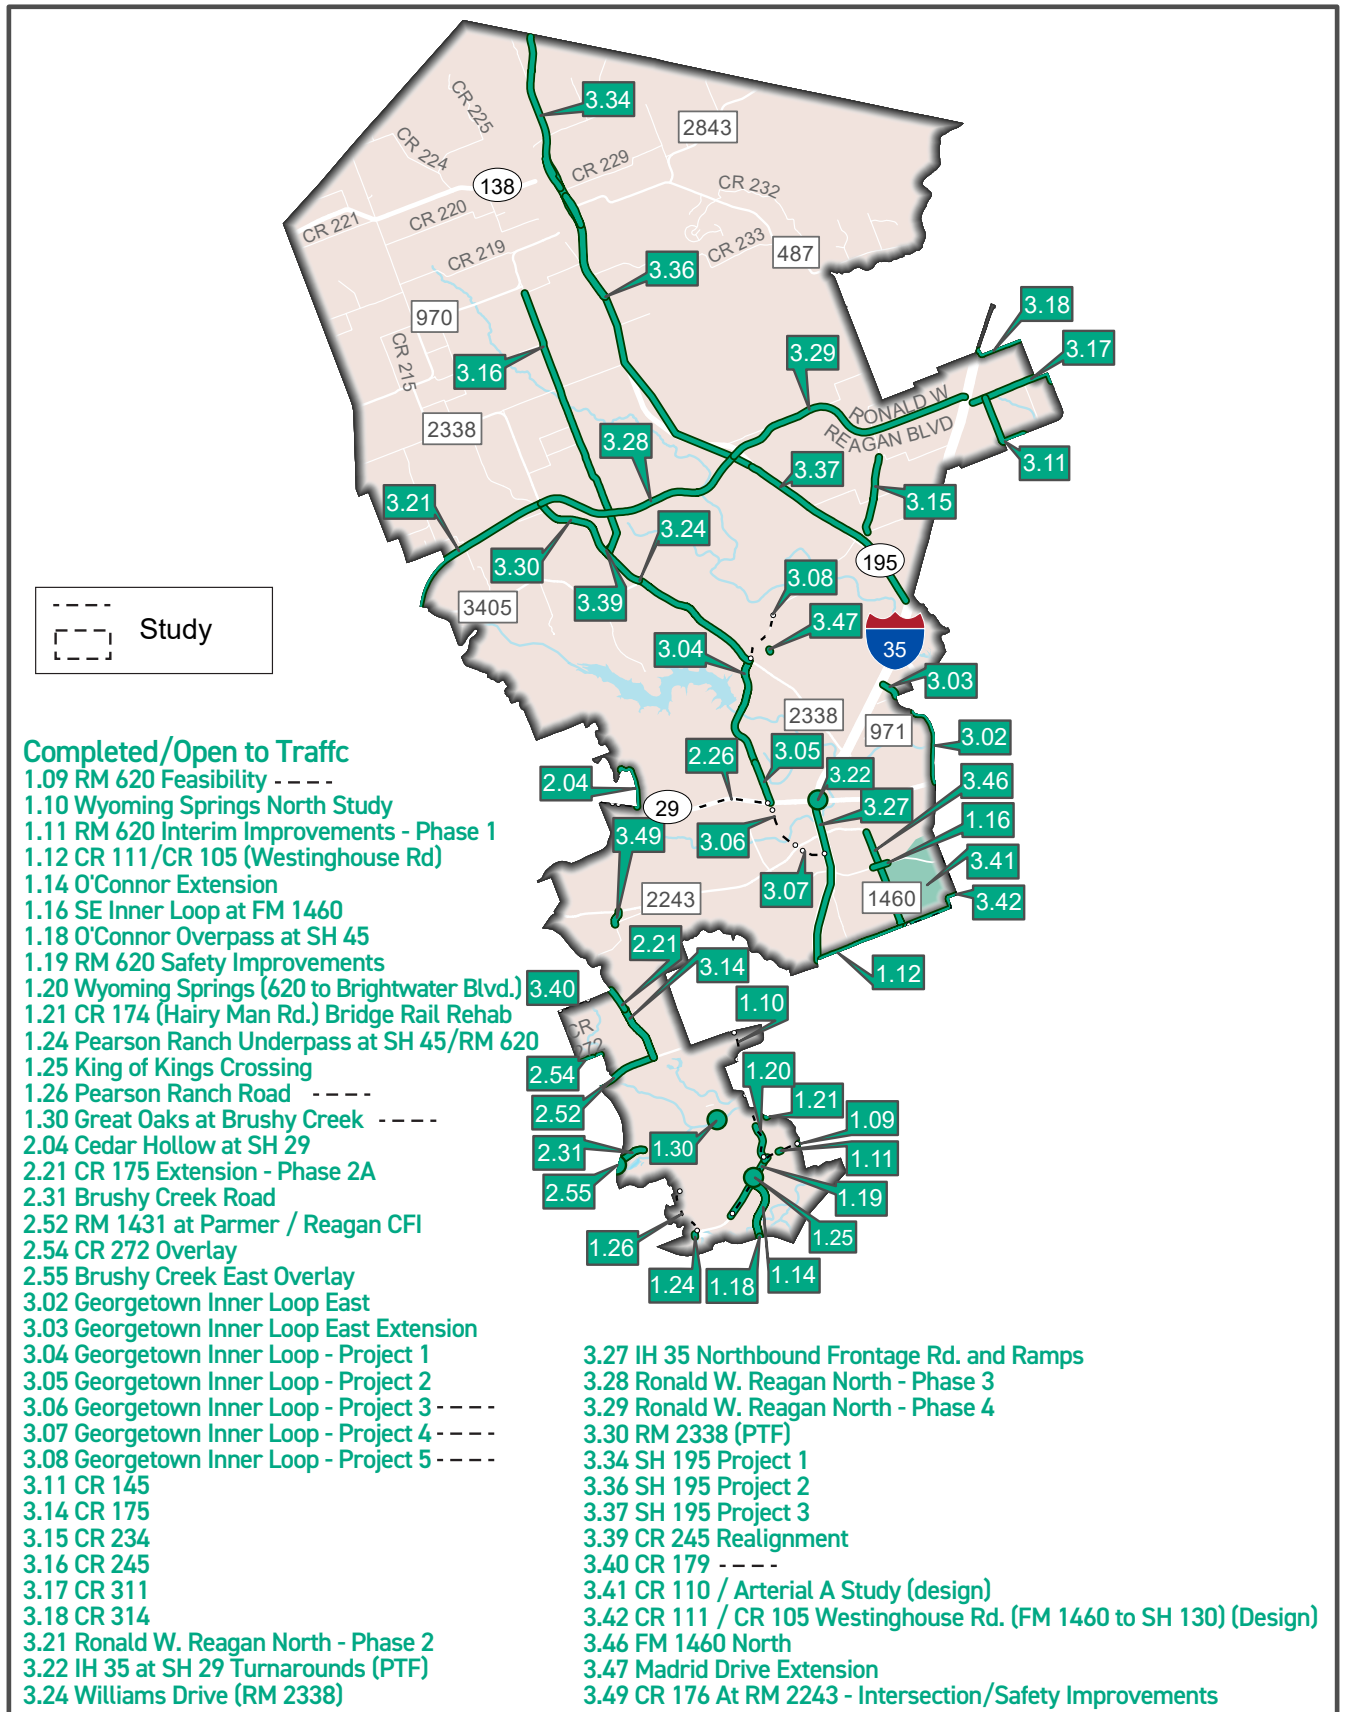 3.34
2843
CR 225
CR 224
CR 229
138
CR 232
CR 221
CR 220
CR 233
487
CR 219
3.36
970
3.18
3.17
3.29
CR 215
3.16
RONALD W
REAGAN BLVD
2338
3.28
3.37
3.11
3.21
3.15
3.24
3.30
195
3.08
3.39
3405
3.47
Study
35
3.04
3.03
2338
971
3.02
2.26
3.05
3.22
2.04
3.46
29
3.27
1.16
3.49
3.06
3.41
3.07
2243
1460
3.42
2.21
3.14
1.12
3.40
1.10
CR
272
2.54
1.20
2.52
1.21
1.09
2.31
1.30
1.11
2.55
1.19
1.26
1.25
1.24
1.18
1.14
Completed/Open to Traffc
1.09 RM 620 Feasibility ----
1.10 Wyoming Springs North Study
1.11 RM 620 Interim Improvements - Phase 1
1.12 CR 111/CR 105 (Westinghouse Rd)
1.14 O'Connor Extension
1.16 SE Inner Loop at FM 1460
1.18 O'Connor Overpass at SH 45
1.19 RM 620 Safety Improvements
1.20 Wyoming Springs (620 to Brightwater Blvd.)
1.21 CR 174 (Hairy Man Rd.) Bridge Rail Rehab
1.24 Pearson Ranch Underpass at SH 45/RM 620
1.25 King of Kings Crossing
1.26 Pearson Ranch Road ----
1.30 Great Oaks at Brushy Creek ----
2.04 Cedar Hollow at SH 29
2.21 CR 175 Extension - Phase 2A
2.31 Brushy Creek Road
2.52 RM 1431 at Parmer / Reagan CFI
2.54 CR 272 Overlay
2.55 Brushy Creek East Overlay
3.02 Georgetown Inner Loop East
3.03 Georgetown Inner Loop East Extension
3.04 Georgetown Inner Loop - Project 1
3.05 Georgetown Inner Loop - Project 2
3.06 Georgetown Inner Loop - Project 3 ----
3.07 Georgetown Inner Loop - Project 4 ----
3.08 Georgetown Inner Loop - Project 5 ----
3.11 CR 145
3.14 CR 175
3.15 CR 234
3.16 CR 245
3.17 CR 311
3.18 CR 314
3.21 Ronald W. Reagan North - Phase 2
3.22 IH 35 at SH 29 Turnarounds (PTF)
3.24 Williams Drive (RM 2338)
3.27 IH 35 Northbound Frontage Rd. and Ramps
3.28 Ronald W. Reagan North - Phase 3
3.29 Ronald W. Reagan North - Phase 4
3.30 RM 2338 (PTF)
3.34 SH 195 Project 1
3.36 SH 195 Project 2
3.37 SH 195 Project 3
3.39 CR 245 Realignment
3.40 CR 179 ----
3.41 CR 110 / Arterial A Study (design)
3.42 CR 111 / CR 105 Westinghouse Rd. (FM 1460 to SH 130) (Design)
3.46 FM 1460 North
3.47 Madrid Drive Extension
3.49 CR 176 At RM 2243 - Intersection/Safety Improvements